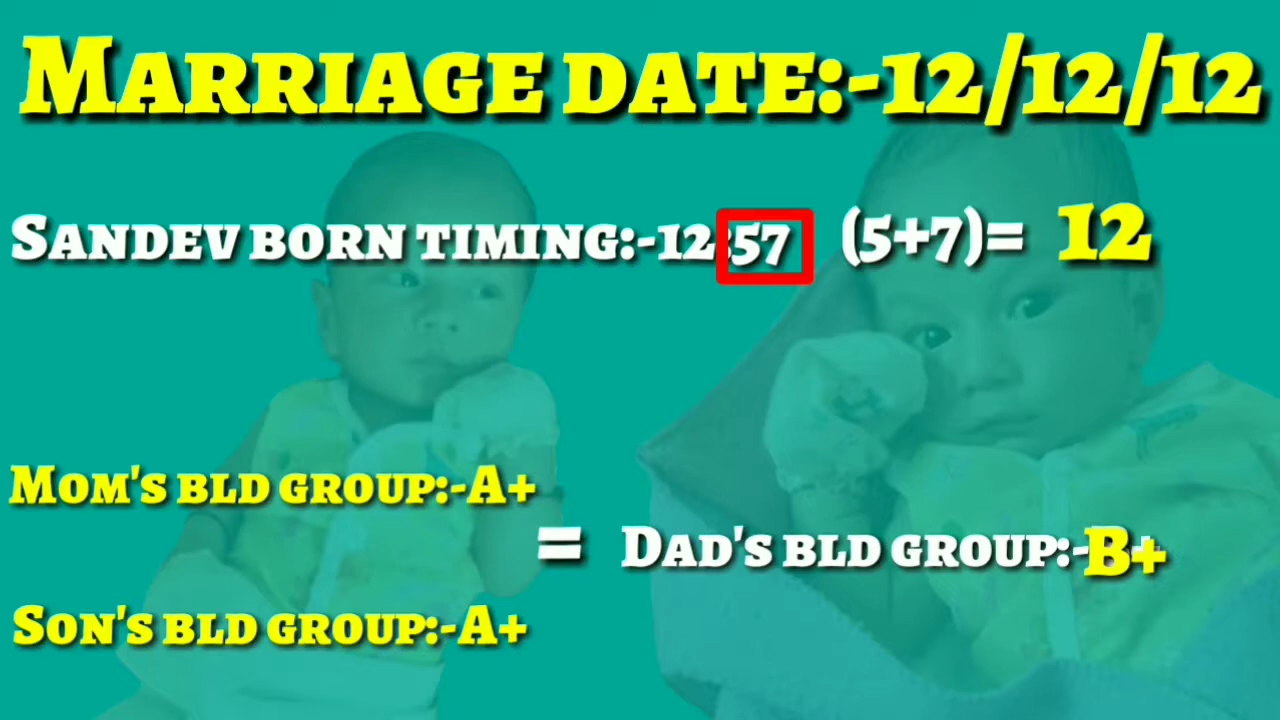 MARRIAGE DATE:-12/12/12
SANDEV BORN TIMING:-12:57 (5+7)= 12
MOM'S BLD GROUP:-A+
= DAD'S BLD GROUP:-B+
SON'S BLD GROUP:-A+